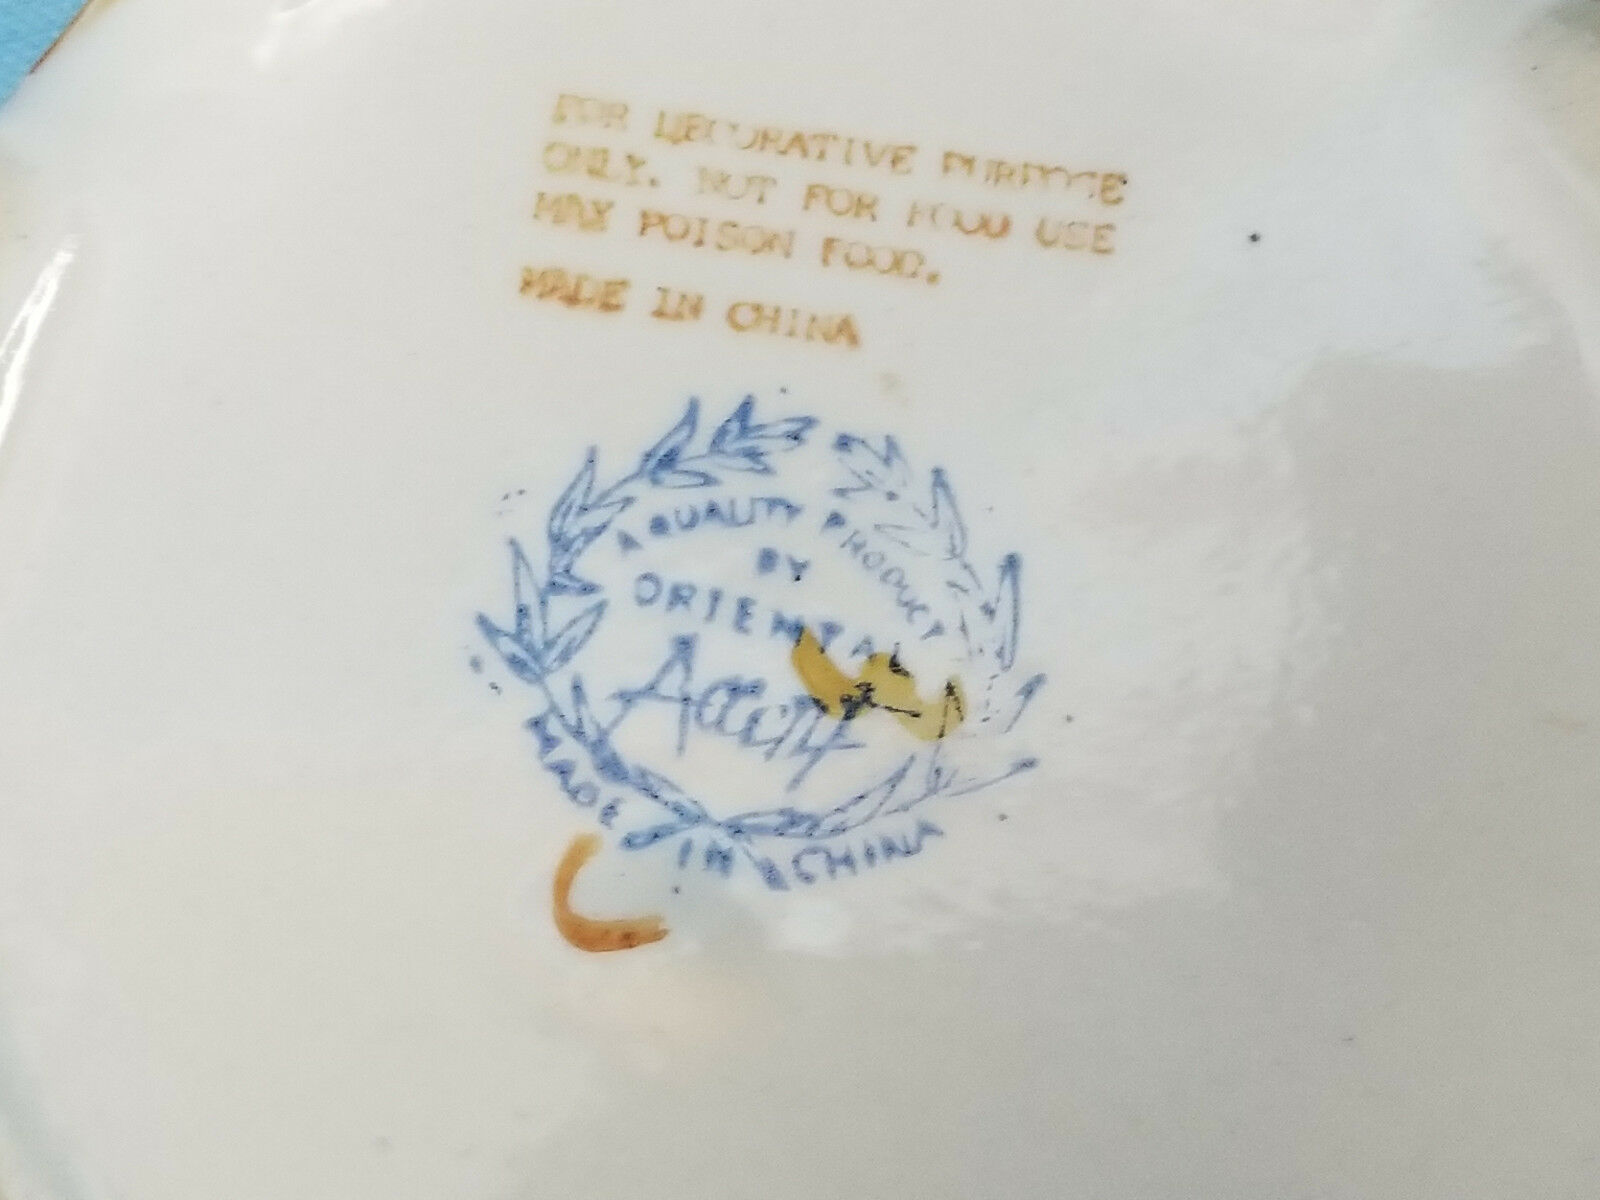 FOR DECORATIVE PURPOSE
ONLY. NOT FOR FOOD USE
MAY POISON FOOD.
MADE IN CHINA
A QUALITY PRODUCT
BY
ORIENTAL
Accent
MADE IN CHINA